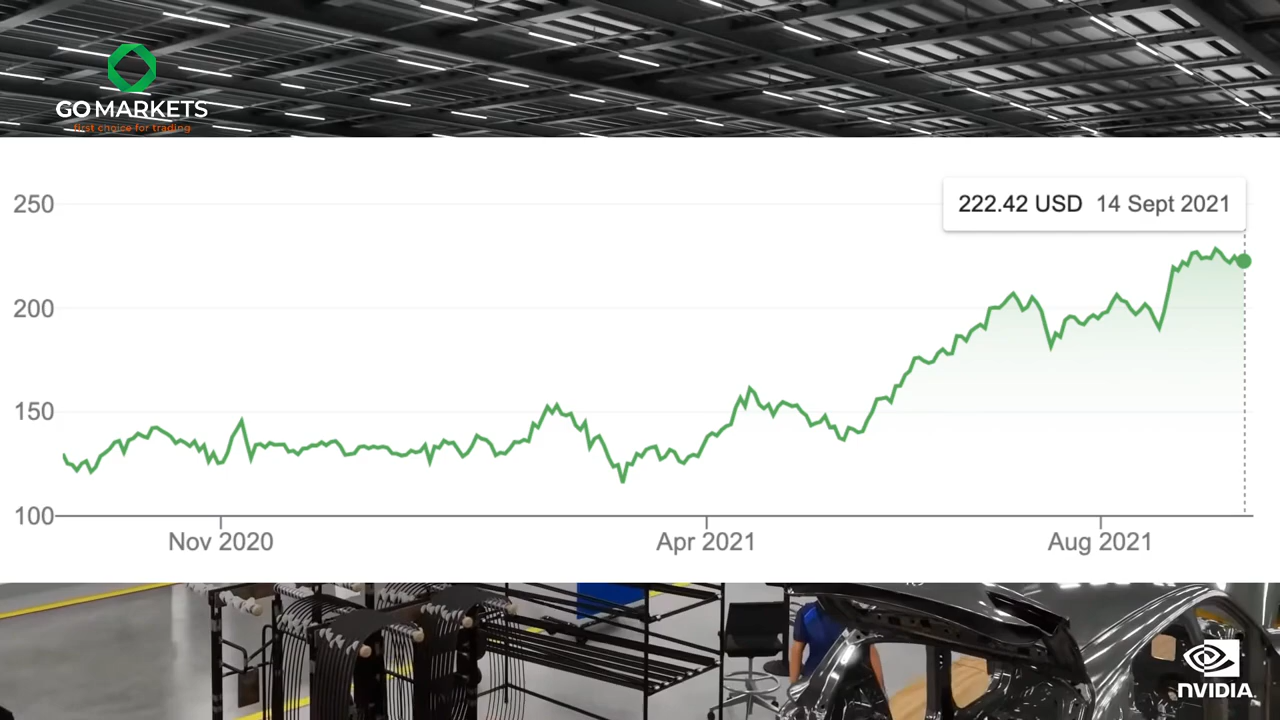 GO MARKETS
first choice for trading
250
222.42 USD 14 Sept 2021
200
150
100
Nov 2020
Apr 2021
Aug 2021
NVIDIA.